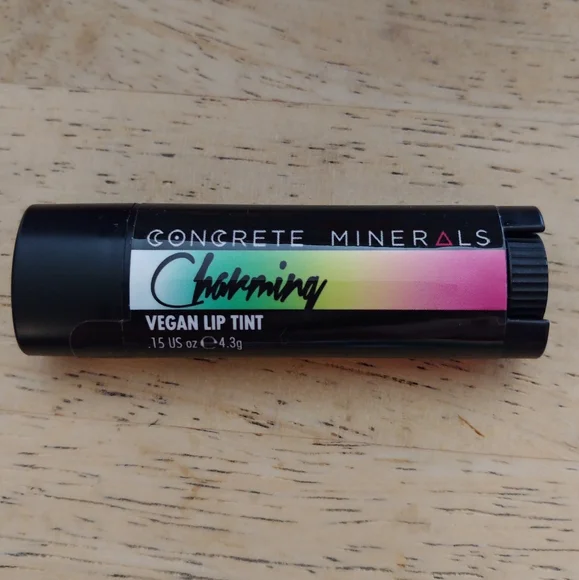 CONCRETE MINERALS
Charming
VEGAN LIP TINT
.15 US oz ℮ 4.3g